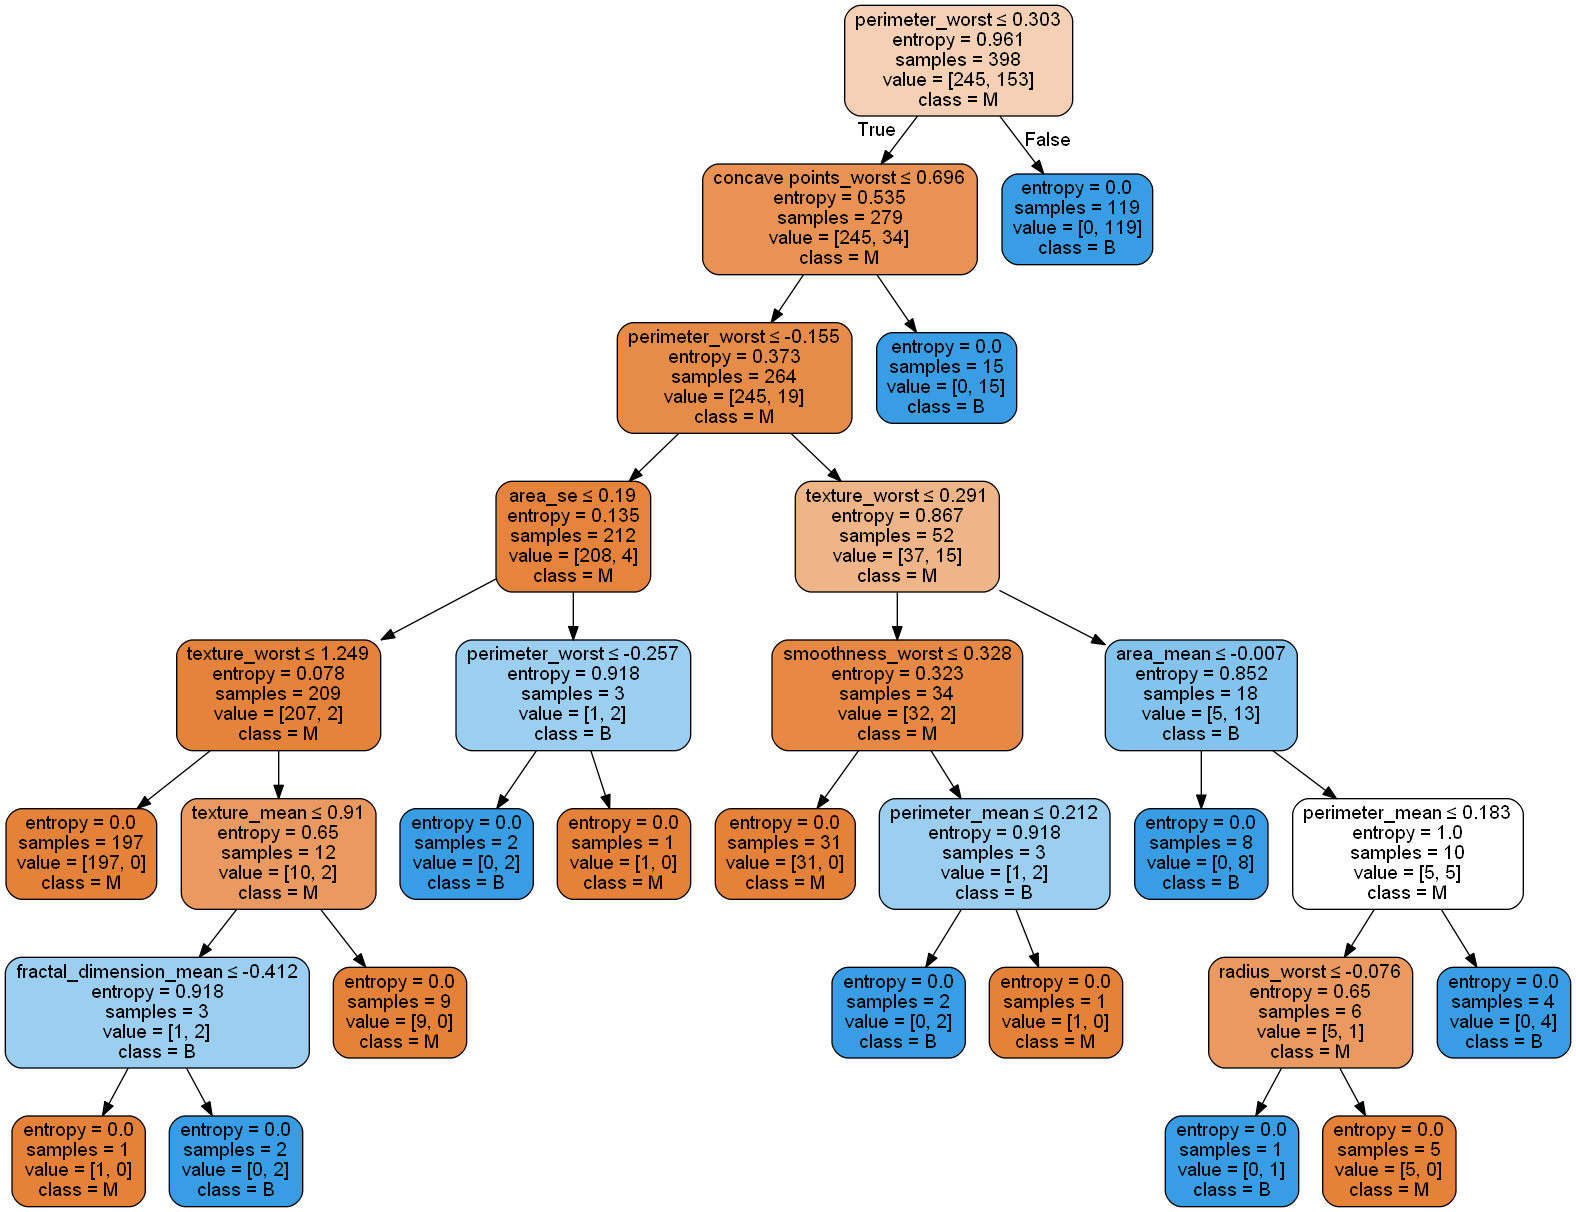 perimeter_worst ≤ 0.303
entropy = 0.961
samples = 398
value = [245, 153]
class = M
True
False
concave points_worst ≤ 0.696
entropy = 0.535
samples = 279
value = [245, 34]
class = M
entropy = 0.0
samples = 119
value = [0, 119]
class = B
perimeter_worst ≤ -0.155
entropy = 0.373
samples = 264
value = [245, 19]
class = M
entropy = 0.0
samples = 15
value = [0, 15]
class = B
area_se ≤ 0.19
entropy = 0.135
samples = 212
value = [208, 4]
class = M
texture_worst ≤ 0.291
entropy = 0.867
samples = 52
value = [37, 15]
class = M
texture_worst ≤ 1.249
entropy = 0.078
samples = 209
value = [207, 2]
class = M
perimeter_worst ≤ -0.257
entropy = 0.918
samples = 3
value = [1, 2]
class = B
smoothness_worst ≤ 0.328
entropy = 0.323
samples = 34
value = [32, 2]
class = M
area_mean ≤ -0.007
entropy = 0.852
samples = 18
value = [5, 13]
class = B
entropy = 0.0
samples = 197
value = [197, 0]
class = M
texture_mean ≤ 0.91
entropy = 0.65
samples = 12
value = [10, 2]
class = M
entropy = 0.0
samples = 2
value = [0, 2]
class = B
entropy = 0.0
samples = 1
value = [1, 0]
class = M
entropy = 0.0
samples = 31
value = [31, 0]
class = M
perimeter_mean ≤ 0.212
entropy = 0.918
samples = 3
value = [1, 2]
class = B
entropy = 0.0
samples = 8
value = [0, 8]
class = B
perimeter_mean ≤ 0.183
entropy = 1.0
samples = 10
value = [5, 5]
class = M
fractal_dimension_mean ≤ -0.412
entropy = 0.918
samples = 3
value = [1, 2]
class = B
entropy = 0.0
samples = 9
value = [9, 0]
class = M
entropy = 0.0
samples = 2
value = [0, 2]
class = B
entropy = 0.0
samples = 1
value = [1, 0]
class = M
radius_worst ≤ -0.076
entropy = 0.65
samples = 6
value = [5, 1]
class = M
entropy = 0.0
samples = 4
value = [0, 4]
class = B
entropy = 0.0
samples = 1
value = [1, 0]
class = M
entropy = 0.0
samples = 2
value = [0, 2]
class = B
entropy = 0.0
samples = 1
value = [0, 1]
class = B
entropy = 0.0
samples = 5
value = [5, 0]
class = M